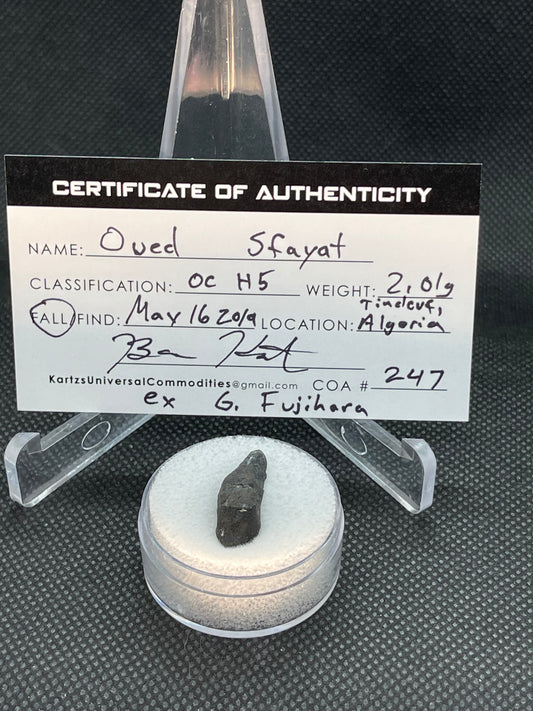 CERTIFICATE OF AUTHENTICITY
NAME: Oued Sfayat
CLASSIFICATION: OC H5 WEIGHT: 2.01g
FALL/FIND: May 16 2019 LOCATION: Tindouf, Algeria
KartzsUniversalCommodities@gmail.com COA # 247
ex G. Fujihara